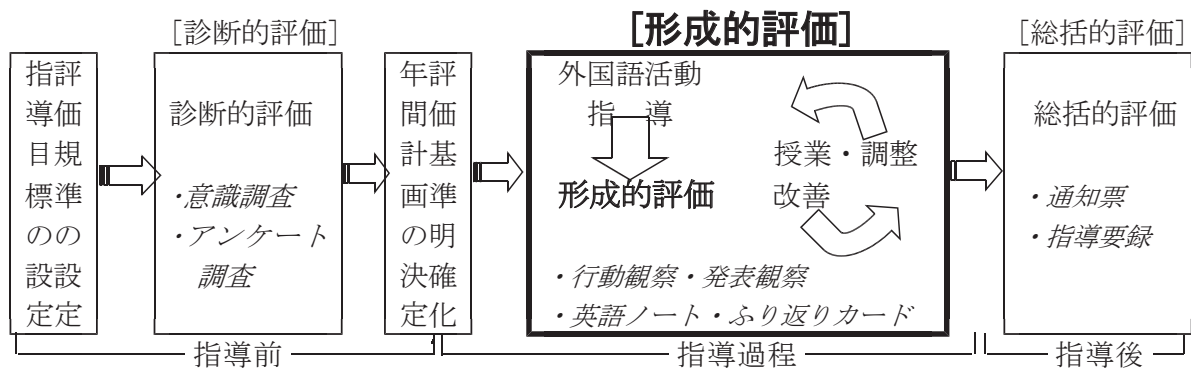 [診断的評価]
[形成的評価]
[総括的評価]
評価規準の設定
指導目標の設定
診断的評価
・意識調査
・アンケート
調査
評価基準の明確化
年間計画の決定
外国語活動
指　導
形成的評価
授業・調整
改善
・行動観察・発表観察
・英語ノート・ふり返りカード
総括的評価
・通知票
・指導要録
指導前
指導過程
指導後